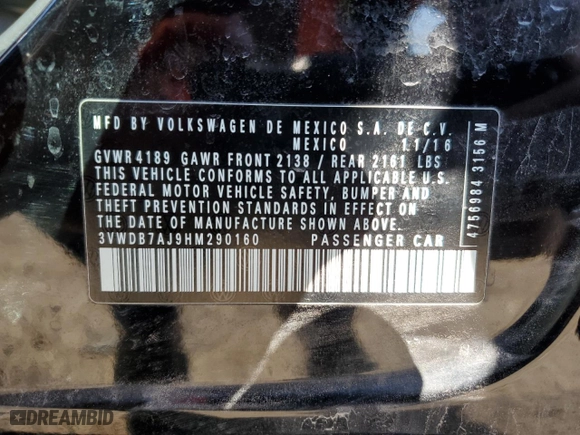 MFD BY VOLKSWAGEN DE MEXICO S.A. DE C.V.
MEXICO 11/16
GVWR 4189 GAWR FRONT 2138 / REAR 2161 LBS
THIS VEHICLE CONFORMS TO ALL APPLICABLE U.S.
FEDERAL MOTOR VEHICLE SAFETY, BUMPER AND
THEFT PREVENTION STANDARDS IN EFFECT ON
THE DATE OF MANUFACTURE SHOWN ABOVE.
3VWDB7AJ9HM290160 PASSENGER CAR
4756984 3156 M
DREAMBID